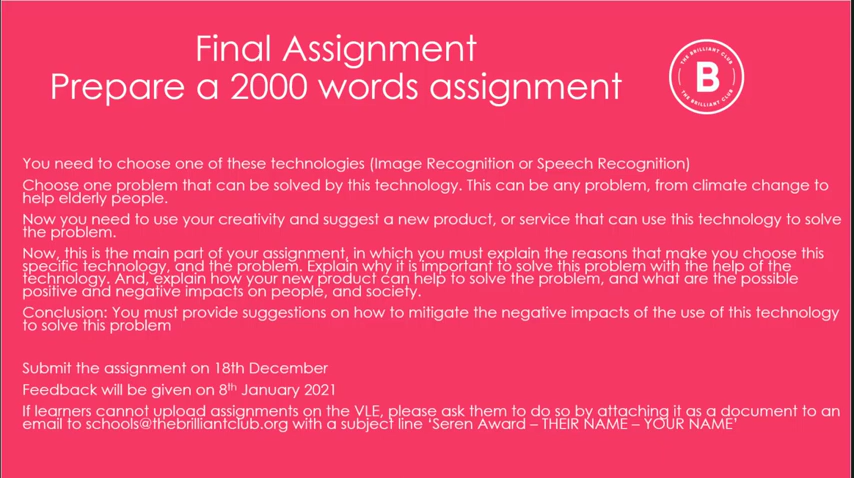 Final Assignment
Prepare a 2000 words assignment
THE BRILLIANT CLUB
B
THE BRILLIANT CLUB
You need to choose one of these technologies (Image Recognition or Speech Recognition)
Choose one problem that can be solved by this technology. This can be any problem, from climate change to
help elderly people.
Now you need to use your creativity and suggest a new product, or service that can use this technology to solve
the problem.
Now, this is the main part of your assignment, in which you must explain the reasons that make you choose this
specific technology, and the problem. Explain why it is important to solve this problem with the help of the
technology. And, explain how your new product can help to solve the problem, and what are the possible
positive and negative impacts on people, and society.
Conclusion: You must provide suggestions on how to mitigate the negative impacts of the use of this technology
to solve this problem
Submit the assignment on 18th December
Feedback will be given on 8th January 2021
If learners cannot upload assignments on the VLE, please ask them to do so by attaching it as a document to an
email to schools@thebrilliantclub.org with a subject line ‘Seren Award – THEIR NAME – YOUR NAME’